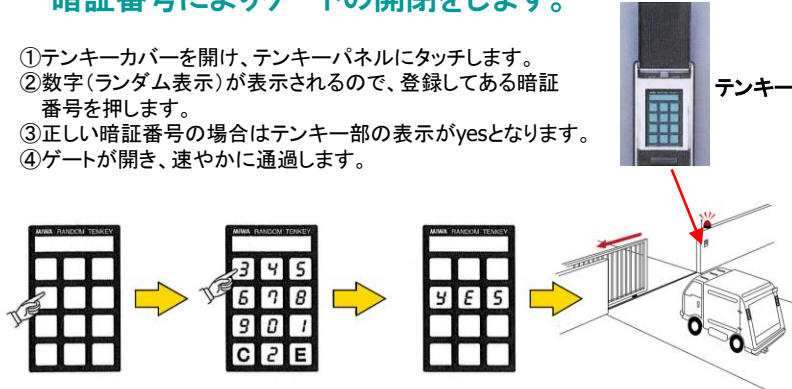 暗証番号によりゲートの開閉をします。
①テンキーカバーを開け、テンキーパネルにタッチします。
②数字（ランダム表示）が表示されるので、登録してある暗証
番号を押します。
③正しい暗証番号の場合はテンキー部の表示がyesとなります。
④ゲートが開き、速やかに通過します。
テンキー
MIWA RANDOM TENKEY
MIWA RANDOM TENKEY
3 4 5
6 7 8
9 0 1
C 2 E
MIWA RANDOM TENKEY
Y E S